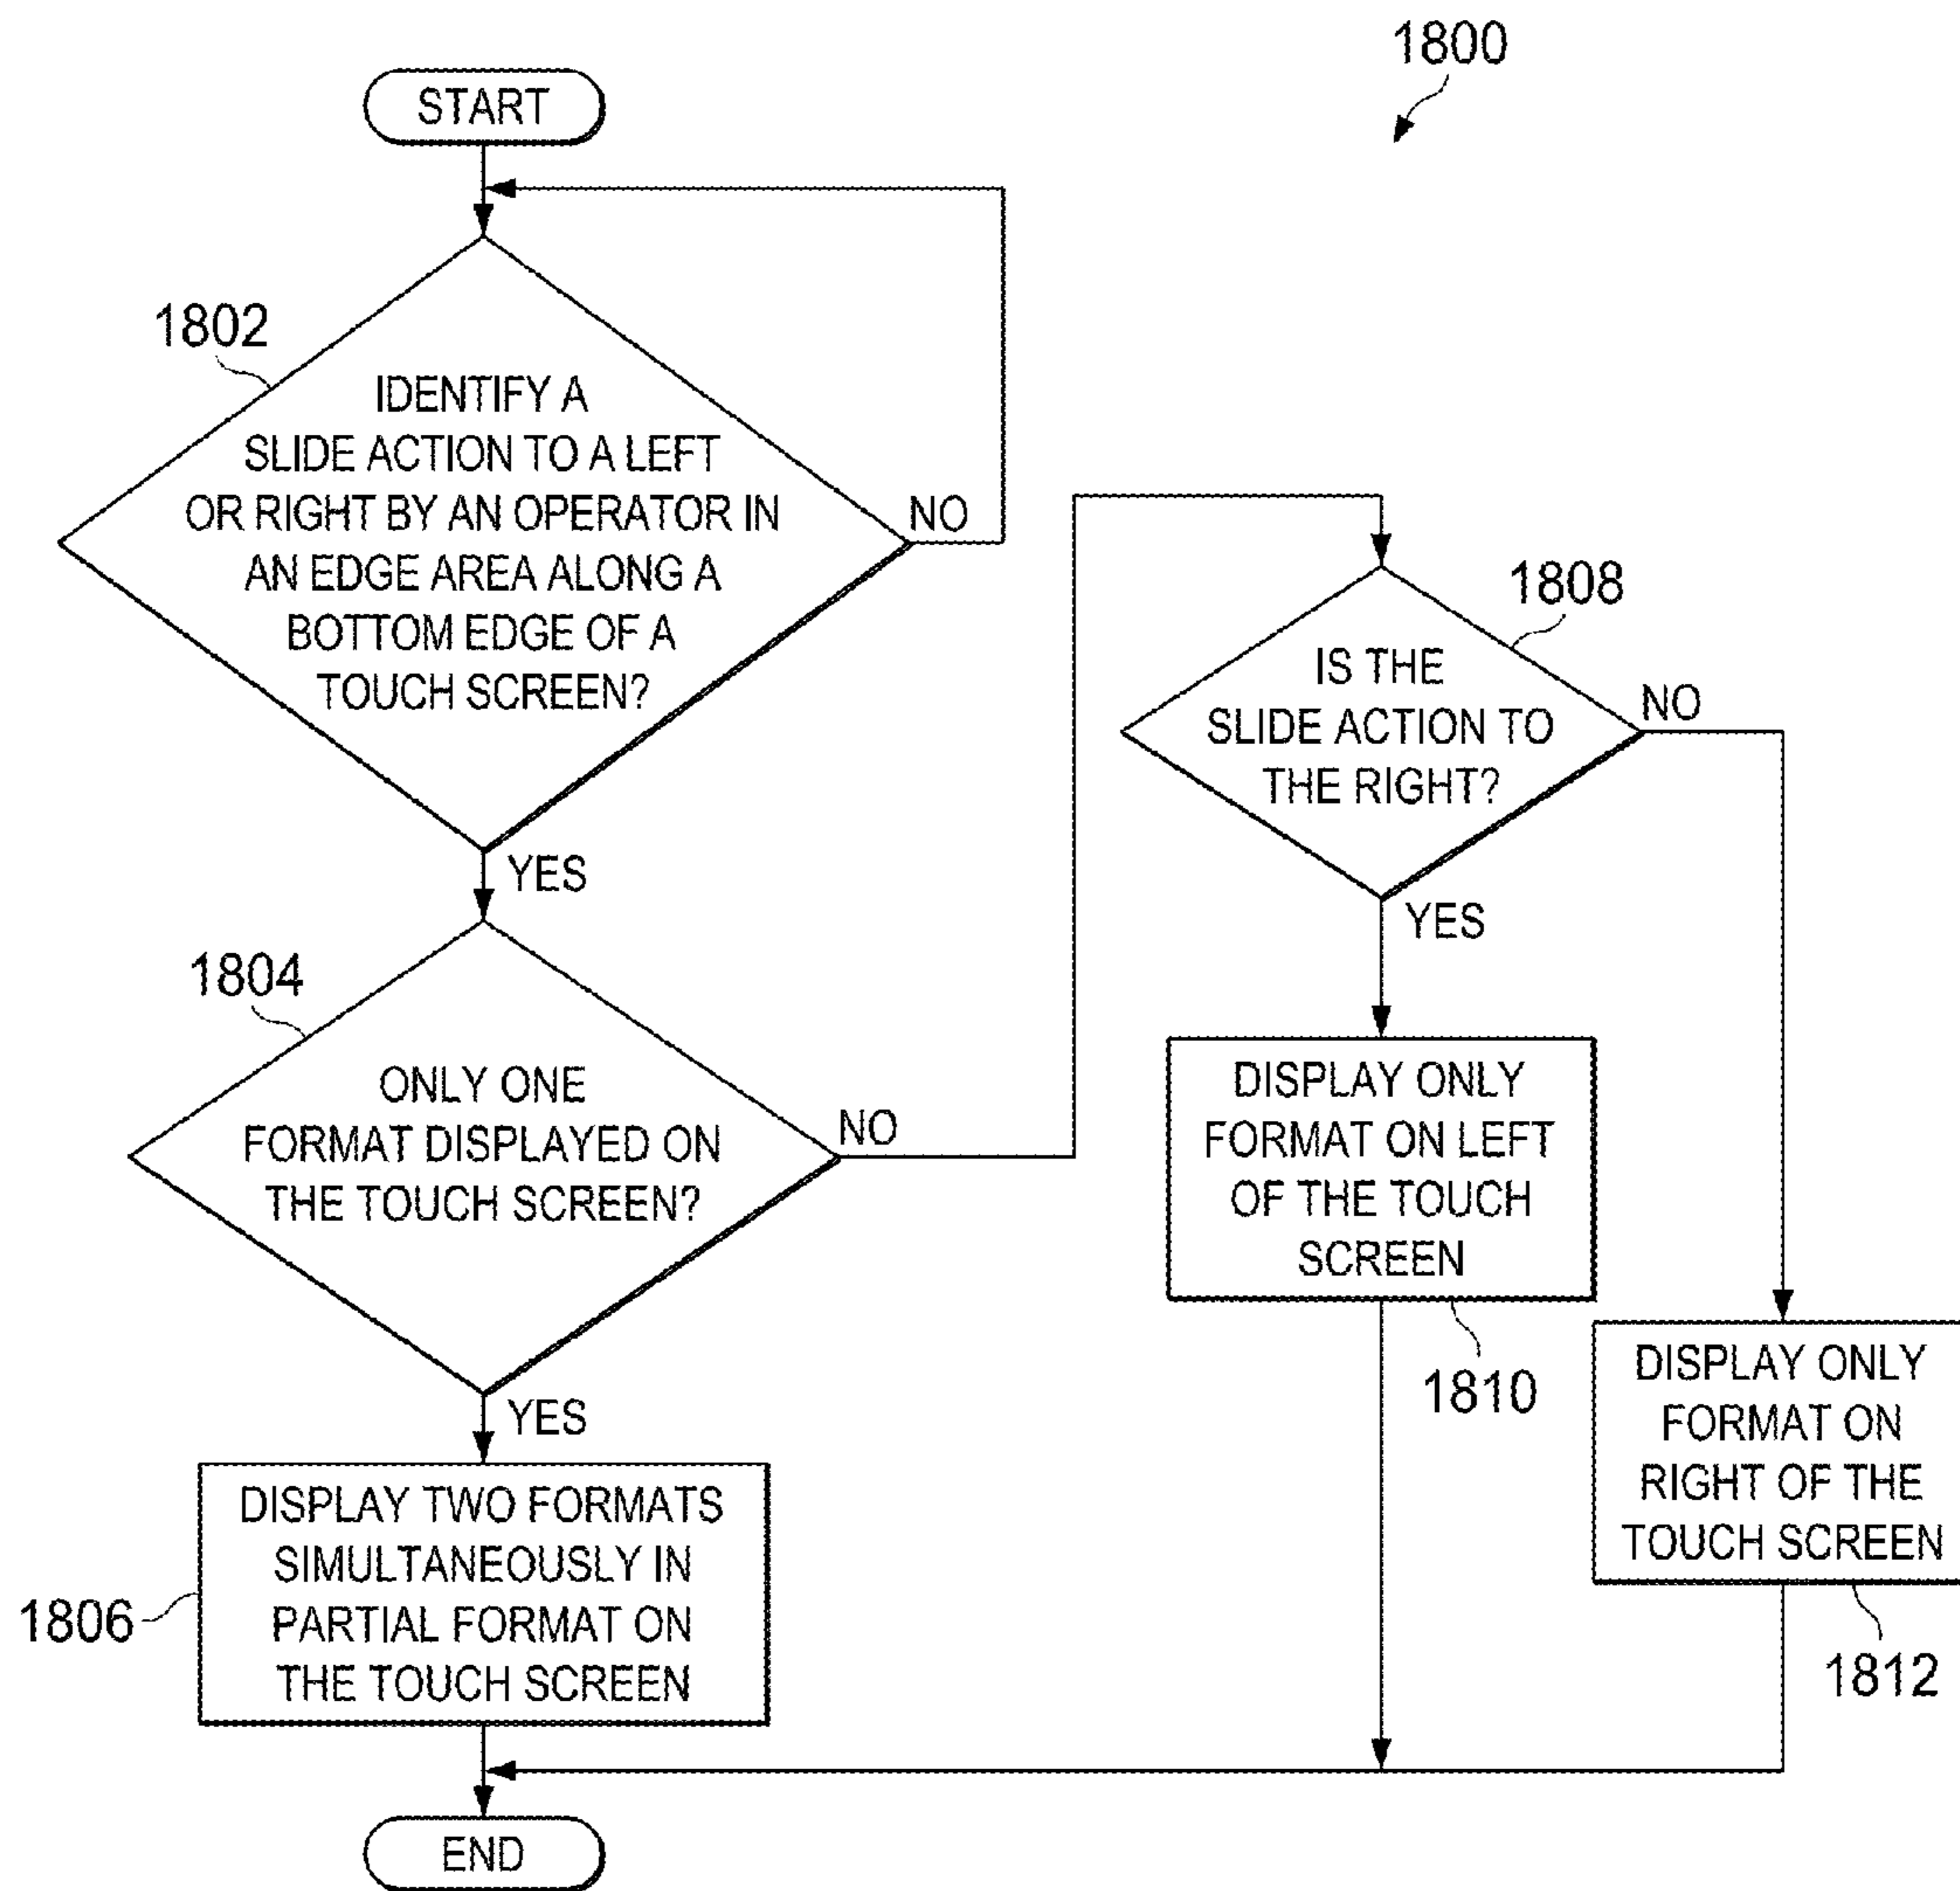 1800
START
1802
IDENTIFY A
SLIDE ACTION TO A LEFT
OR RIGHT BY AN OPERATOR IN
AN EDGE AREA ALONG A
BOTTOM EDGE OF A
TOUCH SCREEN?
NO
YES
1804
ONLY ONE
FORMAT DISPLAYED ON
THE TOUCH SCREEN?
NO
YES
1806
DISPLAY TWO FORMATS
SIMULTANEOUSLY IN
PARTIAL FORMAT ON
THE TOUCH SCREEN
1808
IS THE
SLIDE ACTION TO
THE RIGHT?
NO
YES
DISPLAY ONLY
FORMAT ON LEFT
OF THE TOUCH
SCREEN
1810
DISPLAY ONLY
FORMAT ON
RIGHT OF THE
TOUCH SCREEN
1812
END